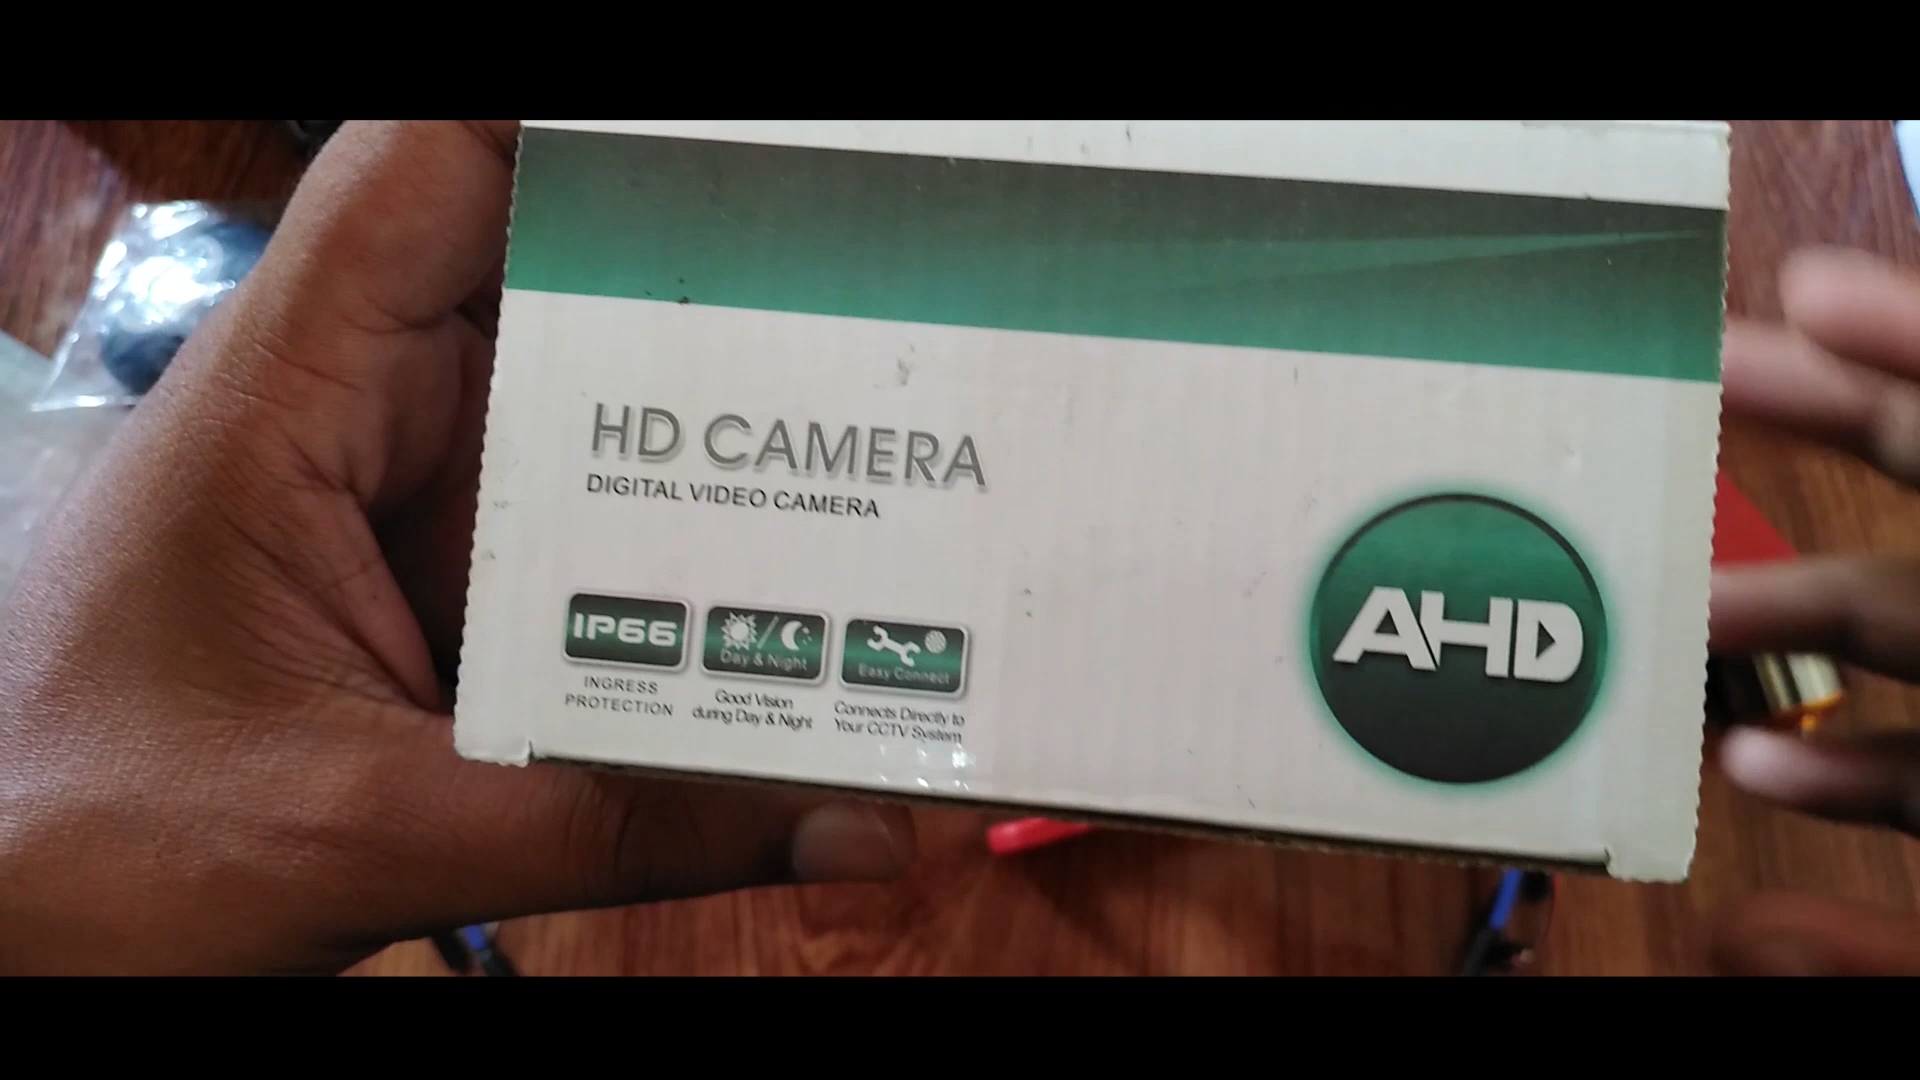 HD CAMERA
DIGITAL VIDEO CAMERA
IP66
INGRESS
PROTECTION
Day & Night
Good Vision
during Day & Night
Easy Connect
Connects Directly to
Your CCTV System
AHD